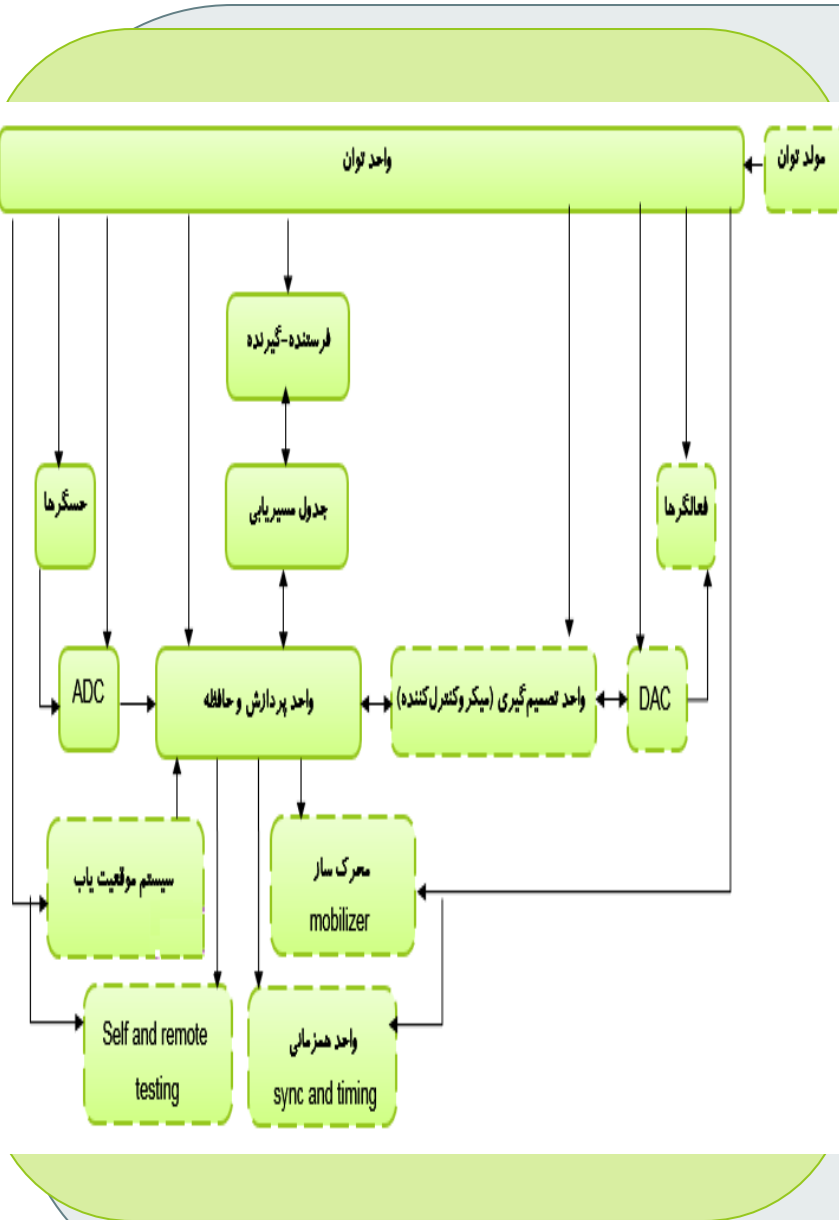 واحد توان
مولد توان
فرستنده-گیرنده
حسگرها
جدول مسیریابی
فعالگرها
ADC
واحد پردازش و حافظه
واحد تصمیم‌گیری (میکروکنترل‌کننده)
DAC
سیستم موقعیت یاب
محرک ساز
mobilizer
Self and remote
testing
واحد همزمانی
sync and timing